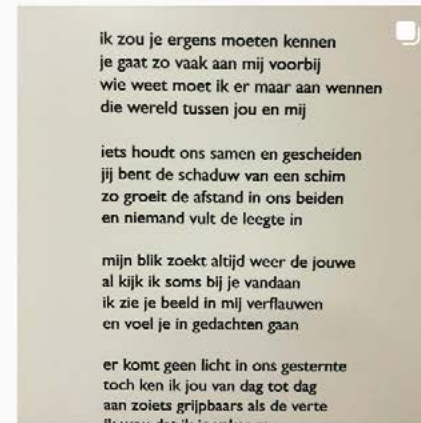 ik zou je ergens moeten kennen
je gaat zo vaak aan mij voorbij
wie weet moet ik er maar aan wennen
die wereld tussen jou en mij
iets houdt ons samen en gescheiden
jij bent de schaduw van een schim
zo groeit de afstand in ons beiden
en niemand vult de leegte in
mijn blik zoekt altijd weer de jouwe
al kijk ik soms bij je vandaan
ik zie je beeld in mij verflauwen
en voel je in gedachten gaan
er komt geen licht in ons gesternte
toch ken ik jou van dag tot dag
aan zoiets grijpbaars als de verte